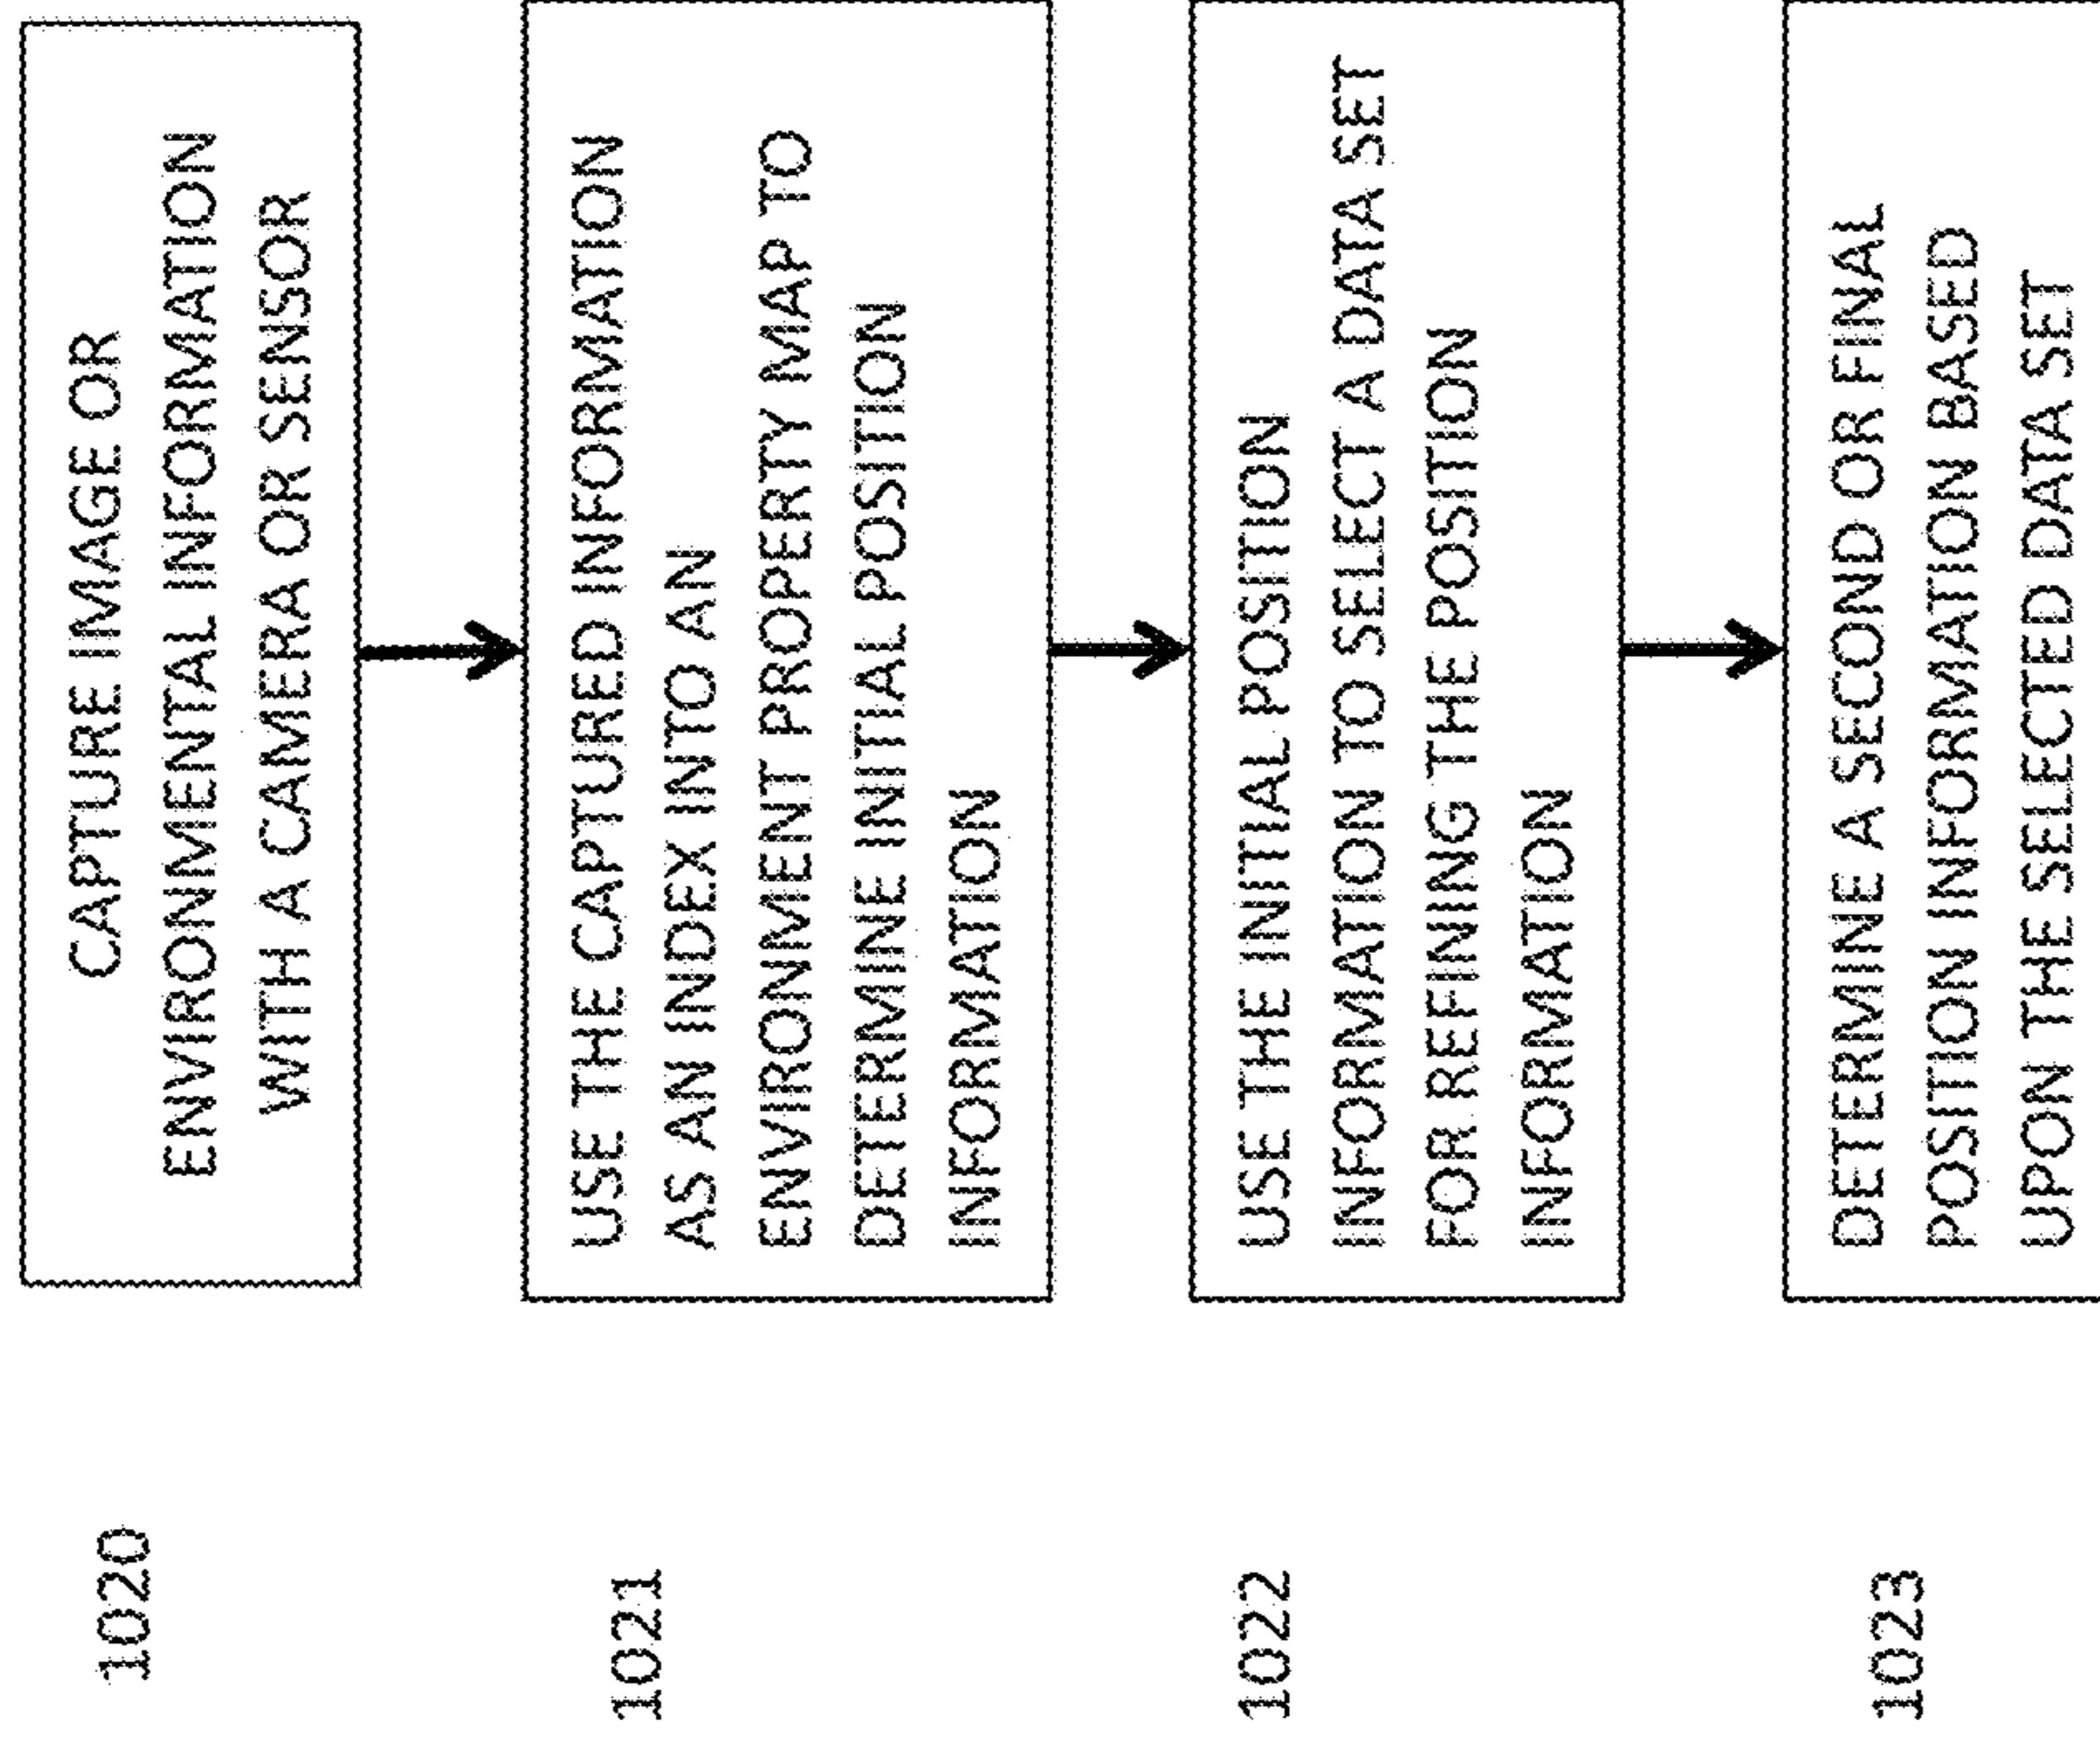 1020
CAPTURE IMAGE OR
ENVIRONMENTAL INFORMATION
WITH A CAMERA OR SENSOR
1021
USE THE CAPTURED INFORMATION
AS AN INDEX INTO AN
ENVIRONMENT PROPERTY MAP TO
DETERMINE INITIAL POSITION
INFORMATION
1022
USE THE INITIAL POSITION
INFORMATION TO SELECT A DATA SET
FOR REFINING THE POSITION
INFORMATION
1023
DETERMINE A SECOND OR FINAL
POSITION INFORMATION BASED
UPON THE SELECTED DATA SET